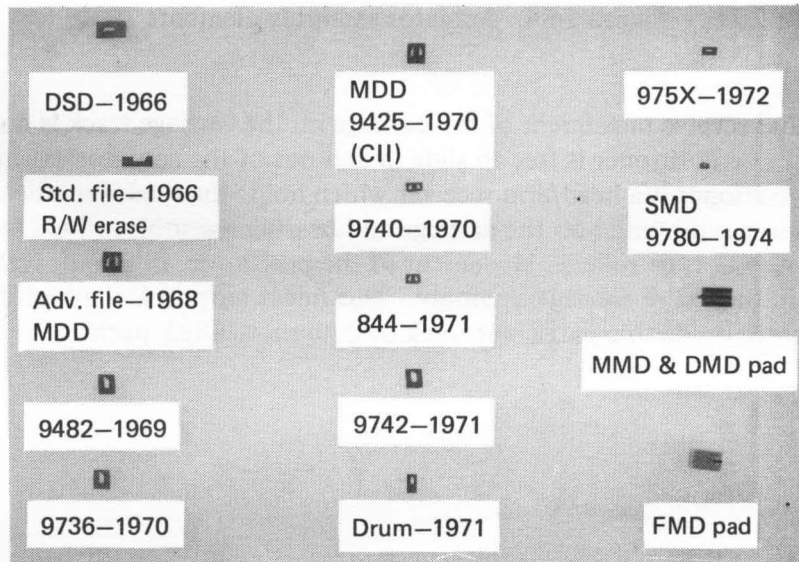 DSD—1966
Std. file—1966
R/W erase
Adv. file—1968
MDD
9482—1969
9736—1970
MDD
9425—1970
(CII)
9740—1970
844—1971
9742—1971
Drum—1971
975X—1972
SMD
9780—1974
MMD & DMD pad
FMD pad